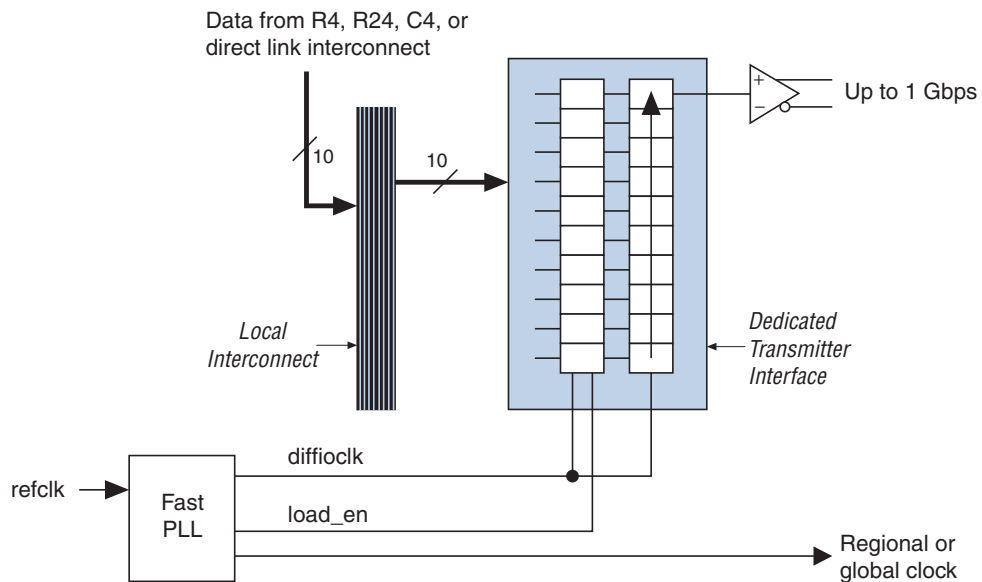 Data from R4, R24, C4, or
direct link interconnect
+
–
Up to 1 Gbps
10
10
Local
Interconnect
Dedicated
Transmitter
Interface
diffioclk
refclk
Fast
PLL
load_en
Regional or
global clock